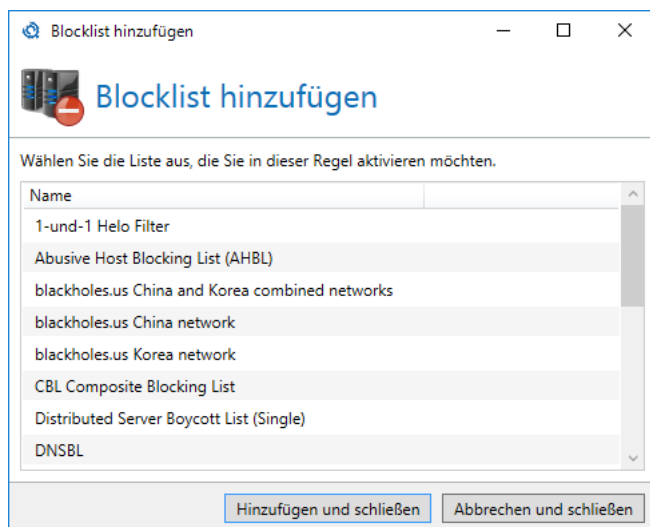 Blocklist hinzufügen
Blocklist hinzufügen
Wählen Sie die Liste aus, die Sie in dieser Regel aktivieren möchten.
Name
1-und-1 Helo Filter
Abusive Host Blocking List (AHBL)
blackholes.us China and Korea combined networks
blackholes.us China network
blackholes.us Korea network
CBL Composite Blocking List
Distributed Server Boycott List (Single)
DNSBL
Hinzufügen und schließen Abbrechen und schließen